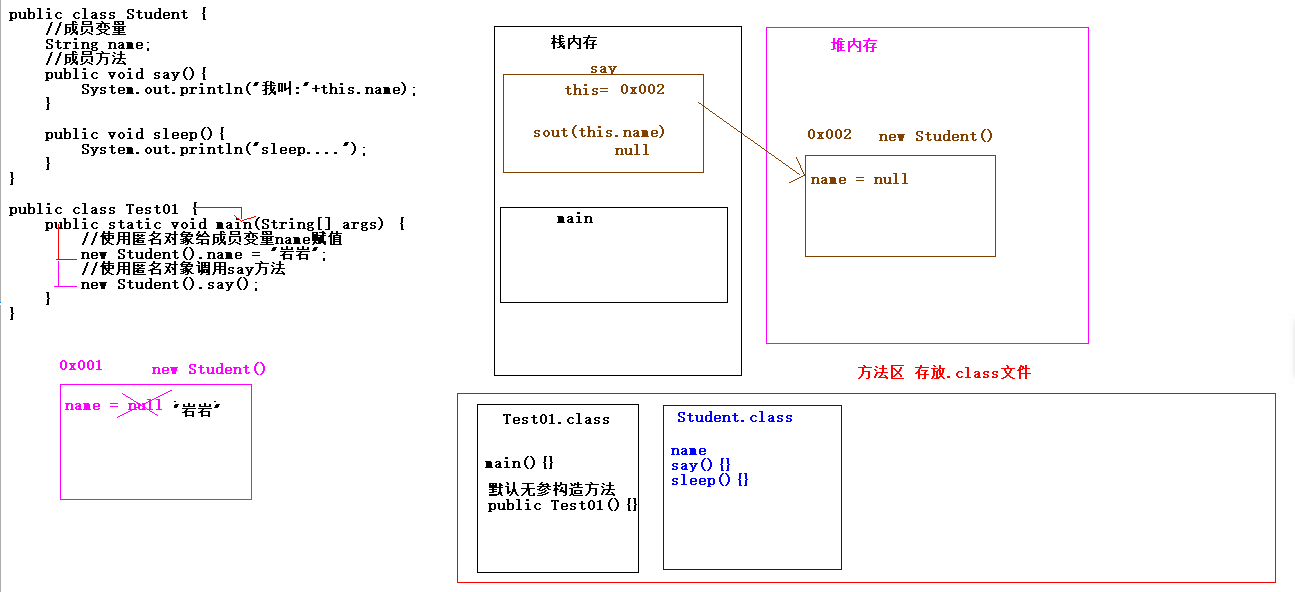 public class Student {
//成员变量
String name;
//成员方法
public void say(){
System.out.println("我叫:"+this.name);
}
public void sleep(){
System.out.println("sleep....");
}
}
public class Test01 {
public static void main(String[] args) {
//使用匿名对象给成员变量name赋值
new Student().name = "岩岩";
//使用匿名对象调用say方法
new Student().say();
}
}
0x001 new Student()
name = null "岩岩"
栈内存
say
this= 0x002
sout(this.name)
null
main
堆内存
0x002 new Student()
name = null
方法区 存放.class文件
Test01.class
main(){}
默认无参构造方法
public Test01(){}
Student.class
name
say(){}
sleep(){}